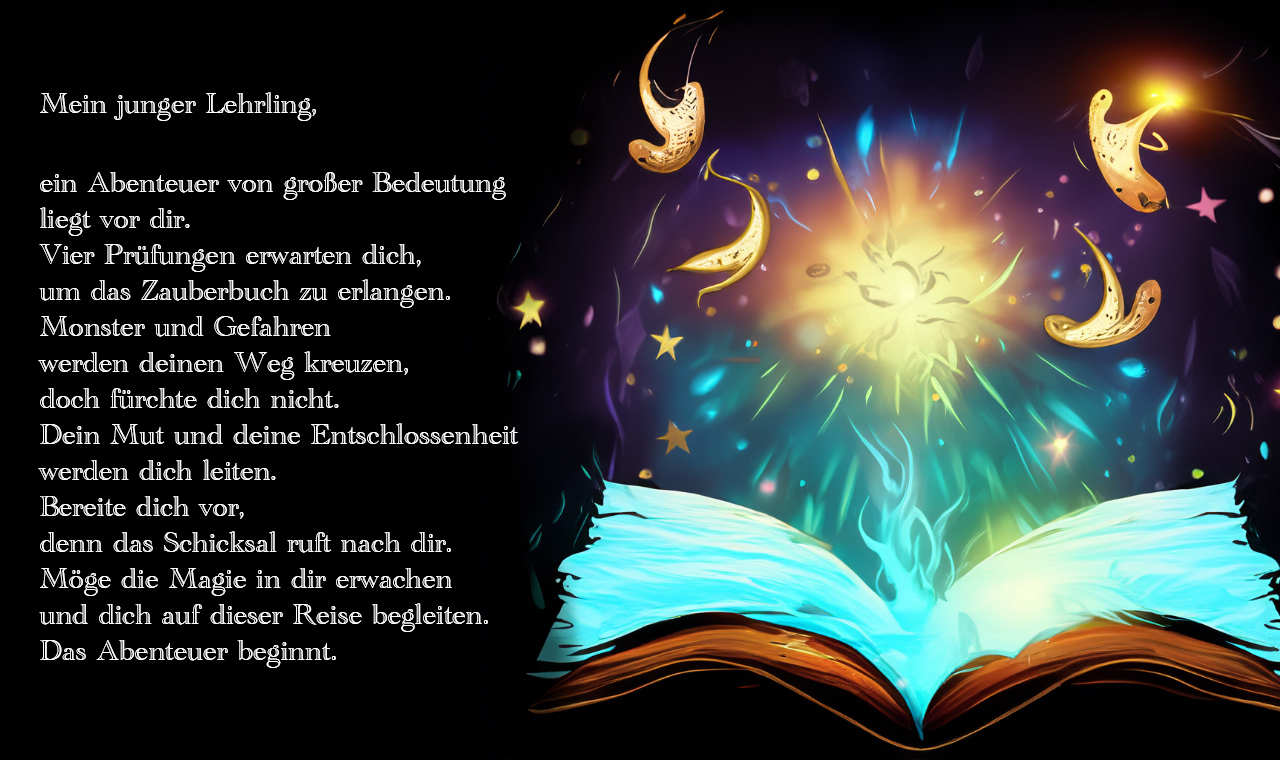 Mein junger Lehrling,
ein Abenteuer von großer Bedeutung
liegt vor dir.
Vier Prüfungen erwarten dich,
um das Zauberbuch zu erlangen.
Monster und Gefahren
werden deinen Weg kreuzen,
doch fürchte dich nicht.
Dein Mut und deine Entschlossenheit
werden dich leiten.
Bereite dich vor,
denn das Schicksal ruft nach dir.
Möge die Magie in dir erwachen
und dich auf dieser Reise begleiten.
Das Abenteuer beginnt.